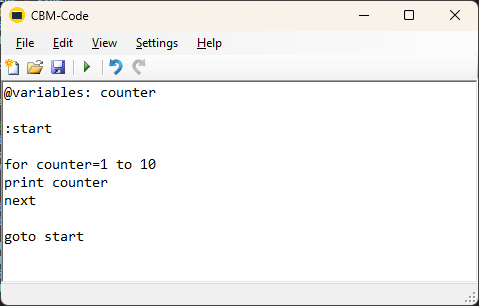 CBM-Code
File Edit View Settings Help
@variables: counter
:start
for counter=1 to 10
print counter
next
goto start